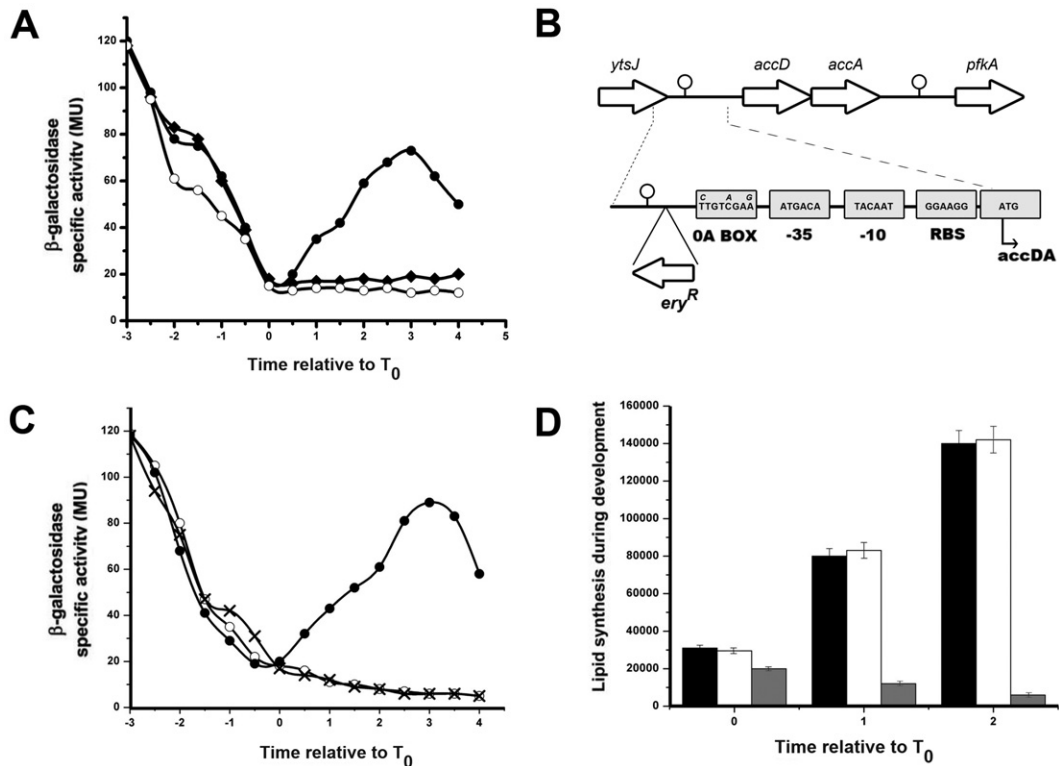 A
β-galactosidase
specific activity (MU)
120
100
80
60
40
20
0
-3 -2 -1 0 1 2 3 4 5
Time relative to T0
B
ytsJ accD accA pfkA
C A G
TTGTCGAA ATGACA TACAAT GGAAGG ATG
0A BOX -35 -10 RBS
accDA
eryR
C
β-galactosidase
specific activity (MU)
120
100
80
60
40
20
0
-3 -2 -1 0 1 2 3 4
Time relative to T0
D
Lipid synthesis during development
160000
140000
120000
100000
80000
60000
40000
30000
20000
10000
0
0 1 2
Time relative to T0